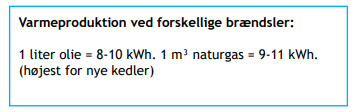 Varmeproduktion ved forskellige brændsler:
1 liter olie = 8-10 kWh. 1 m³ naturgas = 9-11 kWh.
(højest for nye kedler)